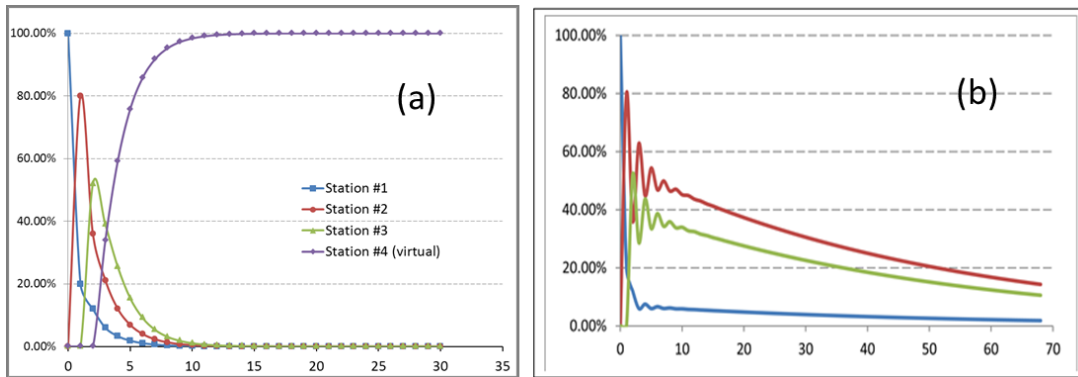 100.00%
80.00%
60.00%
40.00%
20.00%
0.00%
0 5 10 15 20 25 30 35
(a)
Station #1
Station #2
Station #3
Station #4 (virtual)
100.00%
80.00%
60.00%
40.00%
20.00%
0.00%
0 10 20 30 40 50 60 70
(b)